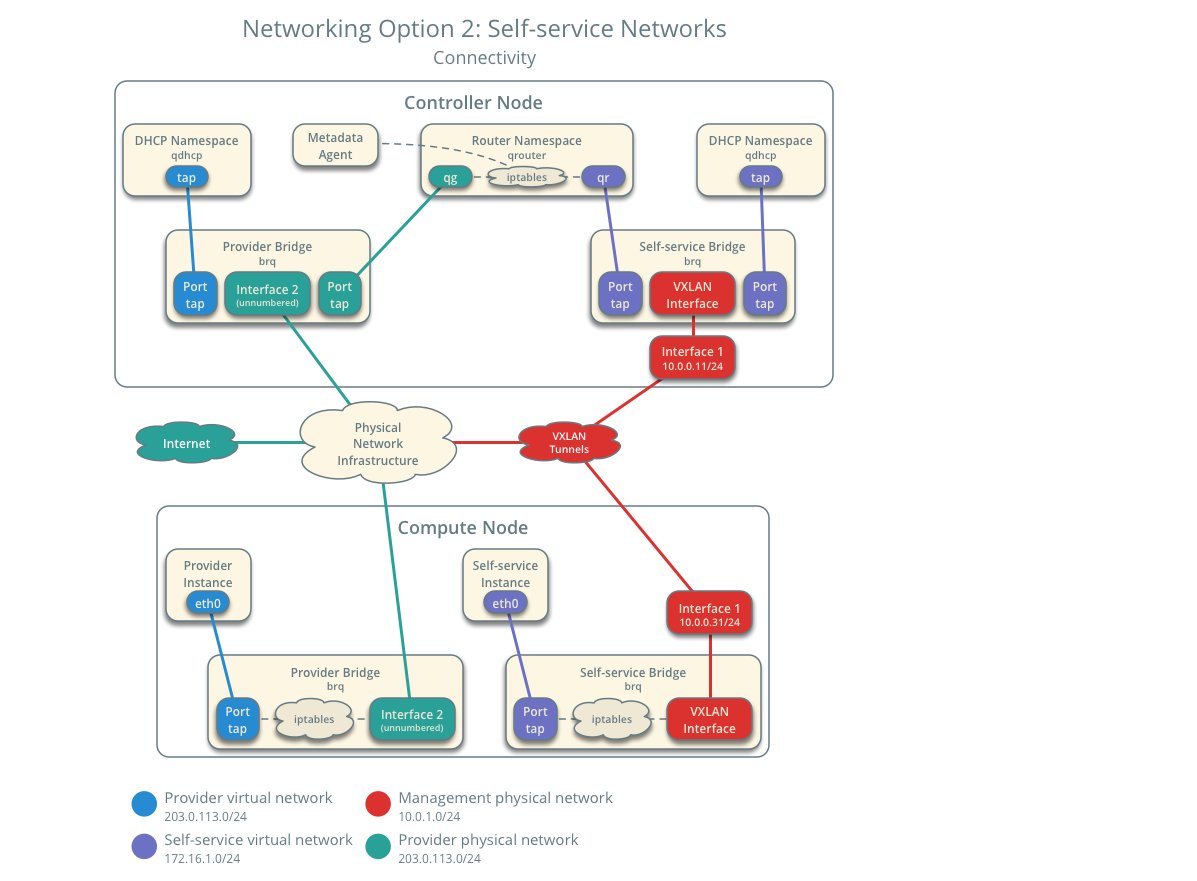 Networking Option 2: Self-service Networks
Connectivity
Controller Node
DHCP Namespace
qdhcp
tap
Metadata
Agent
Router Namespace
qrouter
qg
iptables
qr
DHCP Namespace
qdhcp
tap
Provider Bridge
brq
Port
tap
Interface 2
(unnumbered)
Port
tap
Self-service Bridge
brq
Port
tap
VXLAN
Interface
Port
tap
Interface 1
10.0.0.11/24
Internet
Physical
Network
Infrastructure
VXLAN
Tunnels
Compute Node
Provider
Instance
eth0
Self-service
Instance
eth0
Interface 1
10.0.0.31/24
Provider Bridge
brq
Port
tap
iptables
Interface 2
(unnumbered)
Self-service Bridge
brq
Port
tap
iptables
VXLAN
Interface
Provider virtual network
203.0.113.0/24
Management physical network
10.0.1.0/24
Self-service virtual network
172.16.1.0/24
Provider physical network
203.0.113.0/24